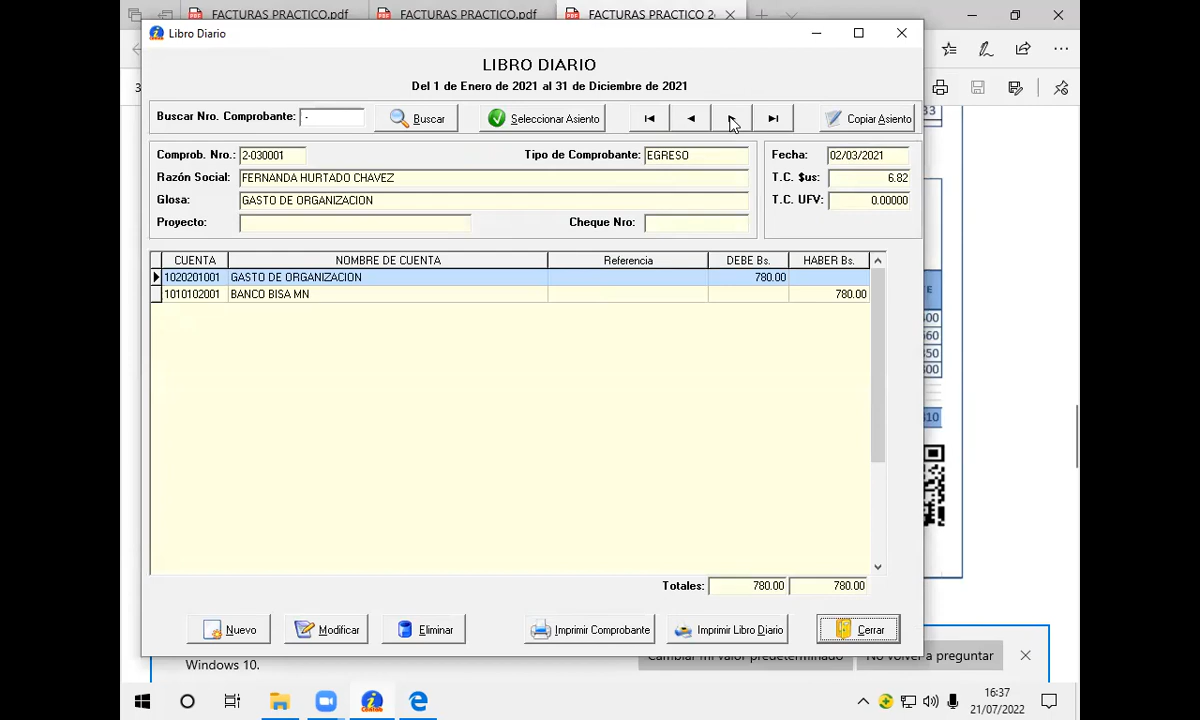 FACTURAS PRACTICO.pdf
FACTURAS PRACTICO.pdf
FACTURAS PRACTICO 2
Libro Diario
LIBRO DIARIO
Del 1 de Enero de 2021 al 31 de Diciembre de 2021
Buscar Nro. Comprobante: - Buscar Seleccionar Asiento Copiar Asiento
Comprob. Nro.: 2-030001 Tipo de Comprobante: EGRESO Fecha: 02/03/2021
Razón Social: FERNANDA HURTADO CHAVEZ T.C. $us: 6.82
Glosa: GASTO DE ORGANIZACION T.C. UFV: 0.00000
Proyecto: Cheque Nro:
CUENTA NOMBRE DE CUENTA Referencia DEBE Bs. HABER Bs.
1020201001 GASTO DE ORGANIZACION 780.00
1010102001 BANCO BISA MN 780.00
Totales: 780.00 780.00
Nuevo Modificar Eliminar Imprimir Comprobante Imprimir Libro Diario Cerrar
Windows 10. Cambiar mi valor predeterminado No volver a preguntar
16:37
21/07/2022